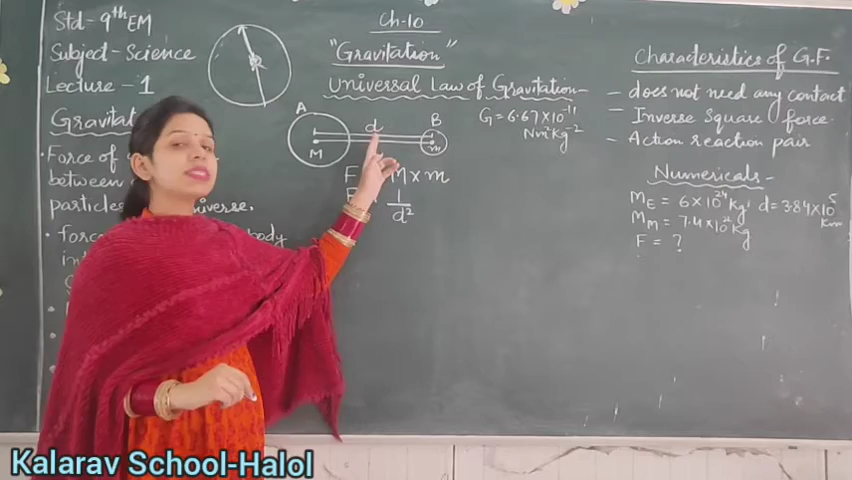 Std - 9th EM
Subject - Science
Lecture - 1
Ch-10
"Gravitation"
Universal Law of Gravitation -
A
d
B
M
m
F M x m
F 1/d²
G = 6.67 x 10⁻¹¹
Nm² Kg⁻²
Force of
between
particles universe.
• force body
Characteristics of G.F.
- does not need any contact
- Inverse Square force
- Action reaction pair
Numericals -
ME = 6 x 10²⁴ Kg d = 3.84 x 10⁵ Km
MM = 7.4 x 10²² Kg
F = ?
Kalarav School-Halol